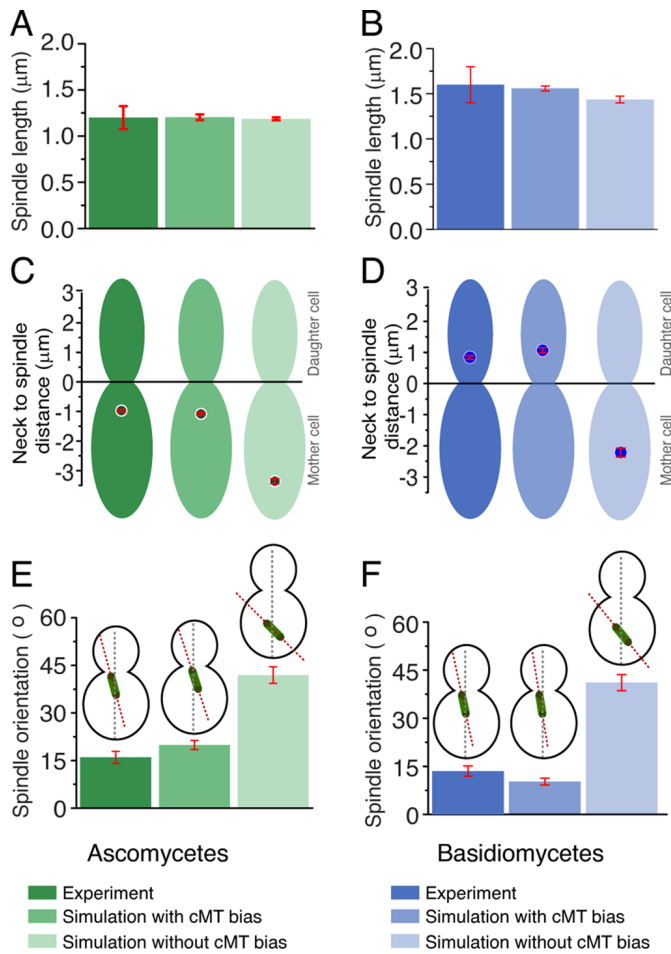 A
Spindle length (μm)
2.0
1.5
1.0
0.5
0.0
B
Spindle length (μm)
2.0
1.5
1.0
0.5
0.0
C
Neck to spindle
distance (μm)
3
2
1
0
-1
-2
-3
Daughter cell
Mother cell
D
Neck to spindle
distance (μm)
3
2
1
0
-1
-2
-3
Daughter cell
Mother cell
E
Spindle orientation (°)
60
45
30
15
0
F
Spindle orientation (°)
60
45
30
15
0
Ascomycetes
Experiment
Simulation with cMT bias
Simulation without cMT bias
Basidiomycetes
Experiment
Simulation with cMT bias
Simulation without cMT bias